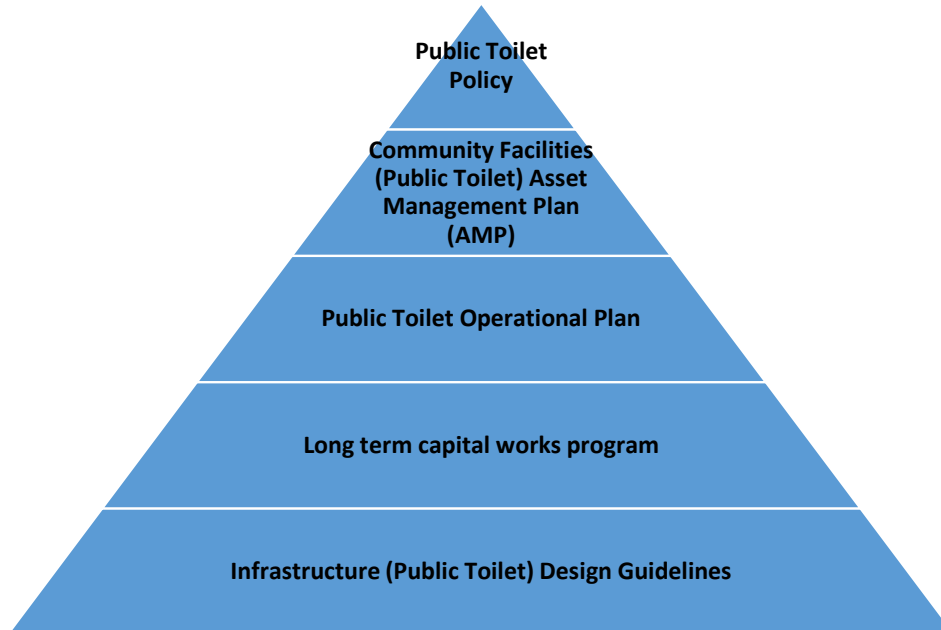 Public Toilet
Policy
Community Facilities
(Public Toilet) Asset
Management Plan
(AMP)
Public Toilet Operational Plan
Long term capital works program
Infrastructure (Public Toilet) Design Guidelines